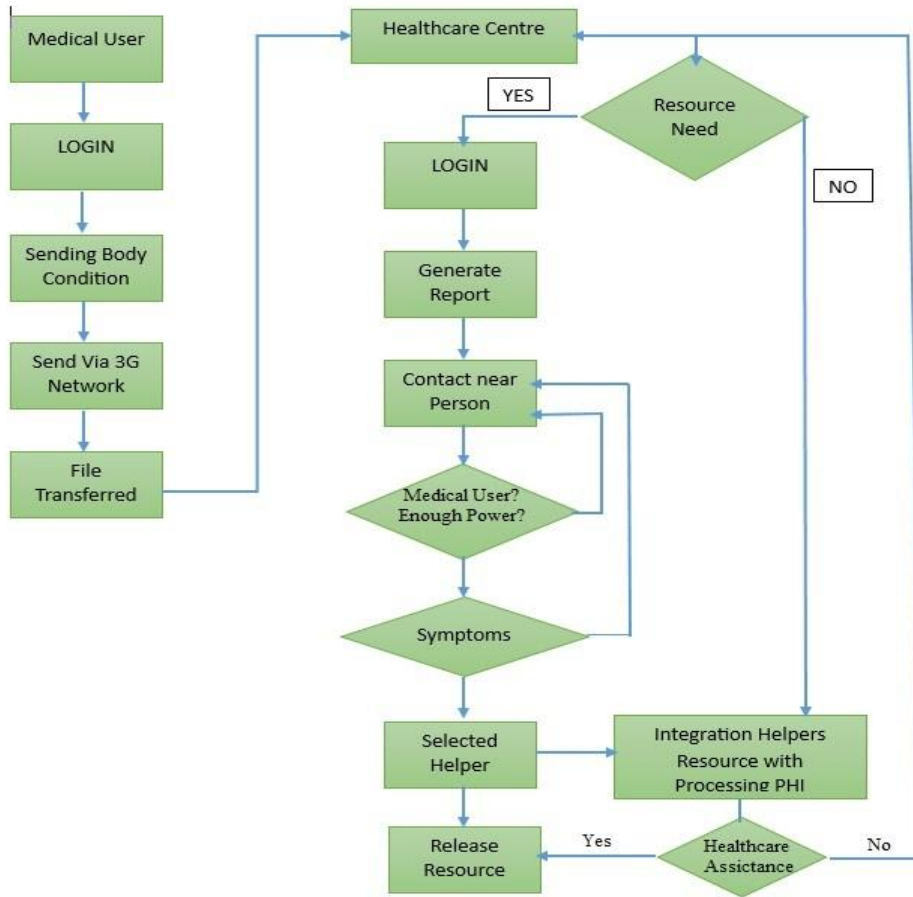 Medical User
LOGIN
Sending Body
Condition
Send Via 3G
Network
File
Transferred
Healthcare Centre
Resource
Need
YES
NO
LOGIN
Generate
Report
Contact near
Person
Medical User?
Enough Power?
Symptoms
Selected
Helper
Integration Helpers
Resource with
Processing PHI
Release
Resource
Yes
Healthcare
Assictance
No